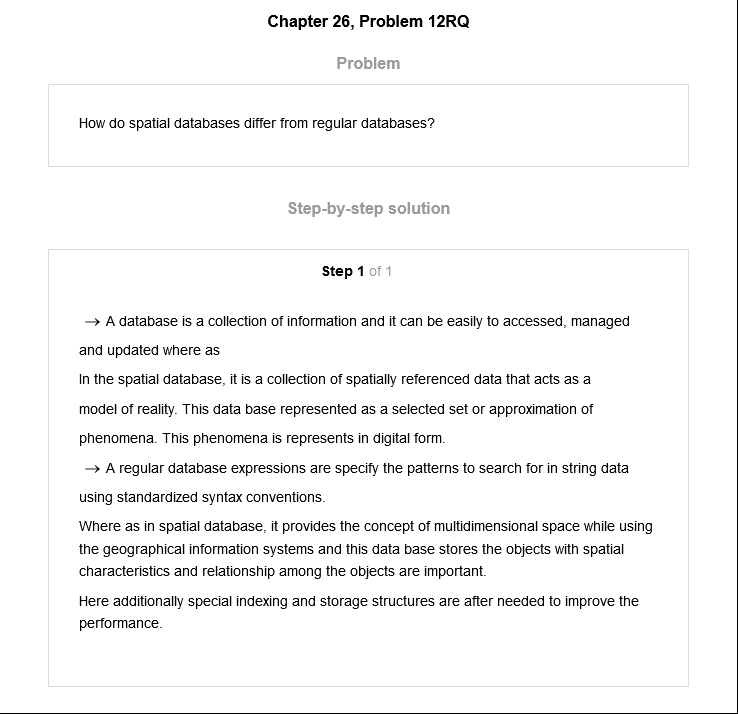 Chapter 26, Problem 12RQ
Problem
How do spatial databases differ from regular databases?
Step-by-step solution
Step 1 of 1
→ A database is a collection of information and it can be easily to accessed, managed
and updated where as
In the spatial database, it is a collection of spatially referenced data that acts as a
model of reality. This data base represented as a selected set or approximation of
phenomena. This phenomena is represents in digital form.
→ A regular database expressions are specify the patterns to search for in string data
using standardized syntax conventions.
Where as in spatial database, it provides the concept of multidimensional space while using
the geographical information systems and this data base stores the objects with spatial
characteristics and relationship among the objects are important.
Here additionally special indexing and storage structures are after needed to improve the
performance.